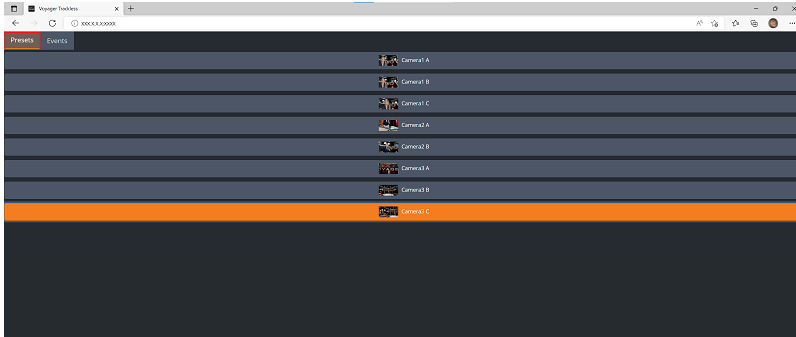 Voyager Trackless
xxx.x.x.x:xxxx
Presets Events
Camera1 A
Camera1 B
Camera1 C
Camera2 A
Camera2 B
Camera3 A
Camera3 B
Camera3 C